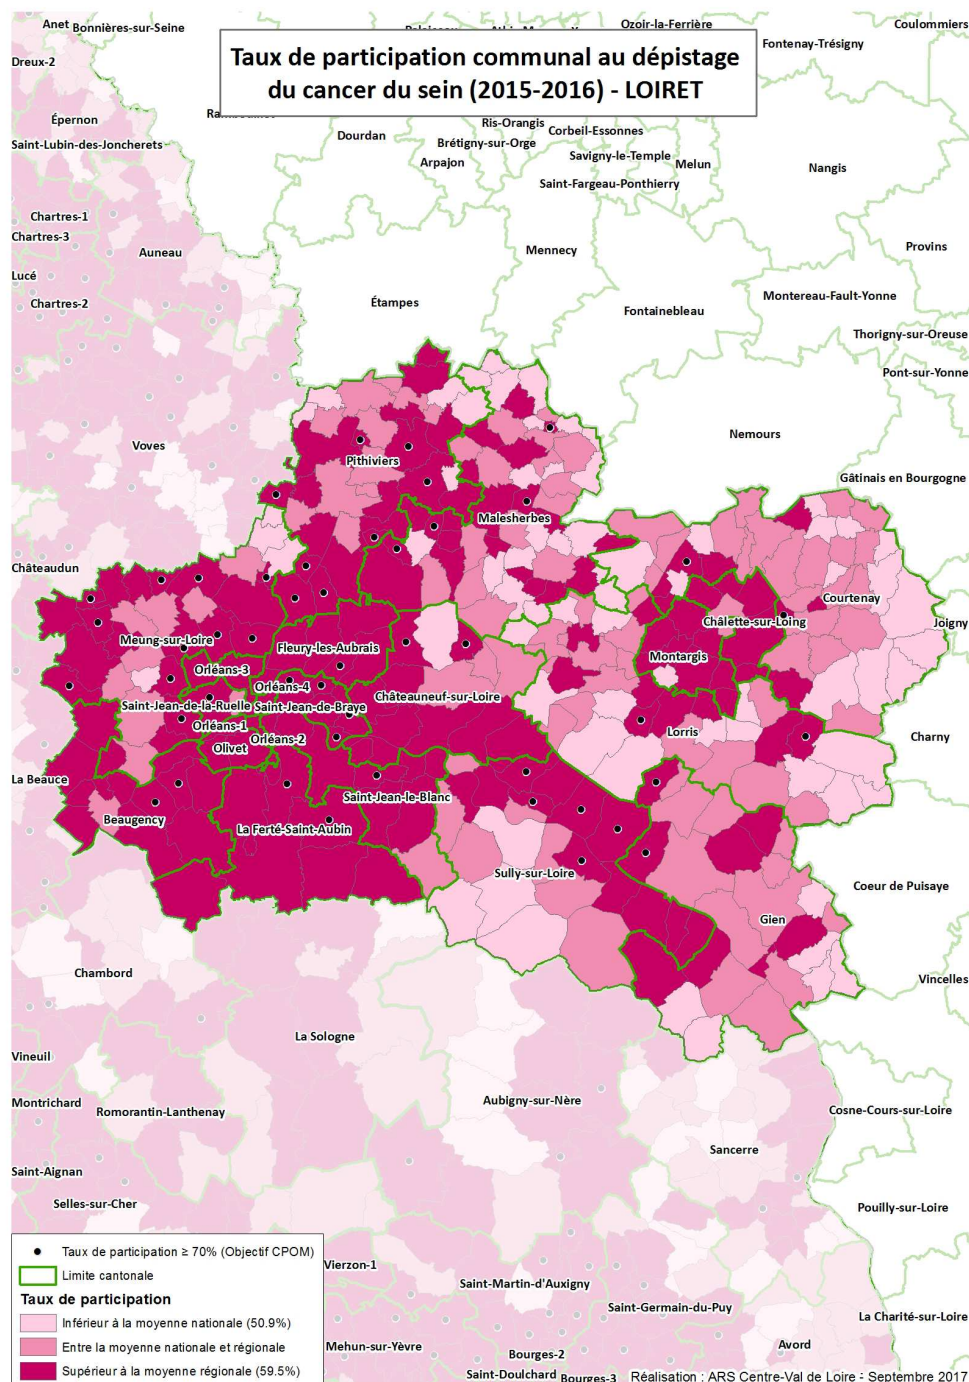 Anet
Bonnières-sur-Seine
Ozoir-la-Ferrière
Coulommiers
Taux de participation communal au dépistage
du cancer du sein (2015-2016) - LOIRET
Fontenay-Trésigny
Dreux-2
Épernon
Saint-Lubin-des-Joncherets
Dourdan
Ris-Orangis
Corbeil-Essonnes
Brétigny-sur-Orge
Arpajon
Savigny-le-Temple
Melun
Nangis
Saint-Fargeau-Ponthierry
Chartres-1
Chartres-3
Auneau
Mennecy
Provins
Lucé
Chartres-2
Étampes
Fontainebleau
Montereau-Fault-Yonne
Thorigny-sur-Oreuse
Pont-sur-Yonne
Voves
Nemours
Pithiviers
Gâtinais en Bourgogne
Malesherbes
Châteaudun
Courtenay
Joigny
Châlette-sur-Loing
Meung-sur-Loire
Fleury-les-Aubrais
Montargis
Orléans-3
Orléans-4
Châteauneuf-sur-Loire
Saint-Jean-de-la-Ruelle
Saint-Jean-de-Braye
Orléans-1
Orléans-2
Lorris
Charny
Olivet
La Beauce
Saint-Jean-le-Blanc
Beaugency
La Ferté-Saint-Aubin
Sully-sur-Loire
Coeur de Puisaye
Gien
Chambord
Vincelles
La Sologne
Vineuil
Montrichard
Romorantin-Lanthenay
Aubigny-sur-Nère
Cosne-Cours-sur-Loire
Sancerre
Saint-Aignan
Selles-sur-Cher
Pouilly-sur-Loire
Taux de participation ≥ 70% (Objectif CPOM)
Limite cantonale
Taux de participation
Inférieur à la moyenne nationale (50.9%)
Entre la moyenne nationale et régionale
Supérieur à la moyenne régionale (59.5%)
Vierzon-1
Saint-Martin-d'Auxigny
Saint-Germain-du-Puy
La Charité-sur-Loire
Mehun-sur-Yèvre
Avord
Bourges-2
Saint-Doulchard
Bourges-3
Réalisation : ARS Centre-Val de Loire - Septembre 2017